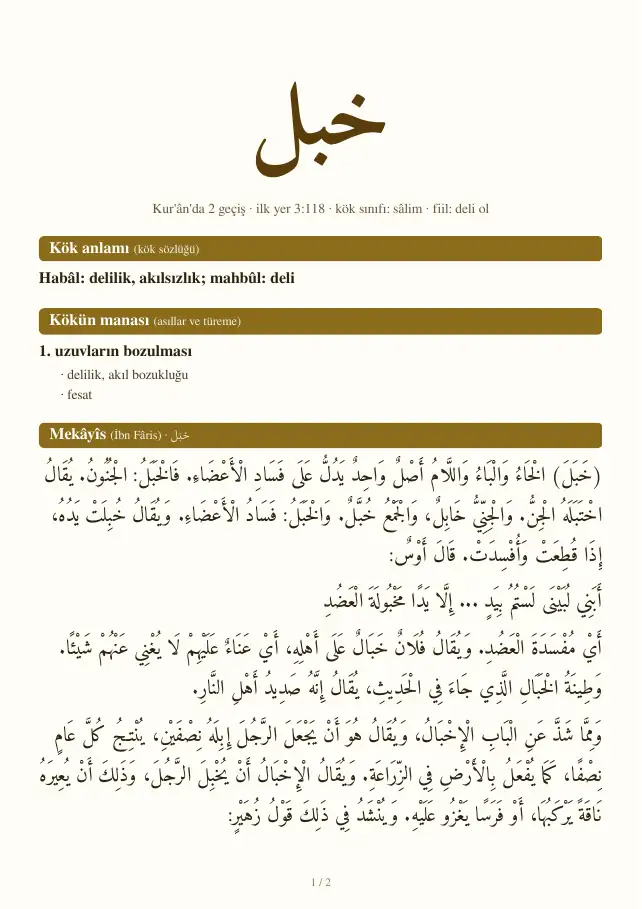 خبل
Kur'ân'da 2 geçiş · ilk yer 3:118 · kök sınıfı: sâlim · fiil: deli ol
Kök anlamı (kök sözlüğü)
Habâl: delilik, akılsızlık; mahbûl: deli
Kökün manası (asıllar ve türeme)
1. uzuvların bozulması
· delilik, akıl bozukluğu
· fesat
Mekâyîs (İbn Fâris) · خَبَلَ
(خَبَلَ) الْخَاءُ وَالْبَاءُ وَاللَّامُ أَصْلٌ وَاحِدٌ يَدُلُّ عَلَى فَسَادِ الْأَعْضَاءِ. فَالْخَبَلُ: الْجُنُونُ. يُقَالُ
اخْتَبَلَهُ الْجِنُّ. وَالْجِنِّيُّ خَابِلٌ، وَالْجَمْعُ خُبَّلٌ. وَالْخَبَلُ: فَسَادُ الْأَعْضَاءِ. وَيُقَالُ خُبِلَتْ يَدُهُ،
إِذَا قُطِعَتْ وَأُفْسِدَتْ. قَالَ أَوْسٌ:
أَبَنِي لُبَيْنَى لَسْتُمُ بِيَدٍ ... إِلَّا يَدًا مَخْبُولَةَ الْعَضُدِ
أَيْ مُفْسَدَةَ الْعَضُدِ. وَيُقَالُ فُلَانٌ خَبَالٌ عَلَى أَهْلِهِ، أَيْ عَنَاءٌ عَلَيْهِمْ لَا يُغْنِي عَنْهُمْ شَيْئًا.
وَطِينَةُ الْخَبَالِ الَّذِي جَاءَ فِي الْحَدِيثِ، يُقَالُ إِنَّهُ صَدِيدُ أَهْلِ النَّارِ.
وَمِمَّا شَذَّ عَنِ الْبَابِ الْإِخْبَالُ، وَيُقَالُ هُوَ أَنْ يَجْعَلَ الرَّجُلَ إِبِلَهُ نِصْفَيْنِ، يُنْتِجُ كُلَّ عَامٍ
نِصْفًا، كَمَا يُفْعَلُ بِالْأَرْضِ فِي الزِّرَاعَةِ. وَيُقَالُ الْإِخْبَالُ أَنْ يُخْبِلَ الرَّجُلَ، وَذَلِكَ أَنْ يُعِيرَهُ
نَاقَةً يَرْكَبُهَا، أَوْ فَرَسًا يَغْزُو عَلَيْهِ. وَيُنْشَدُ فِي ذَلِكَ قَوْلُ زُهَيْرٍ:
1 / 2